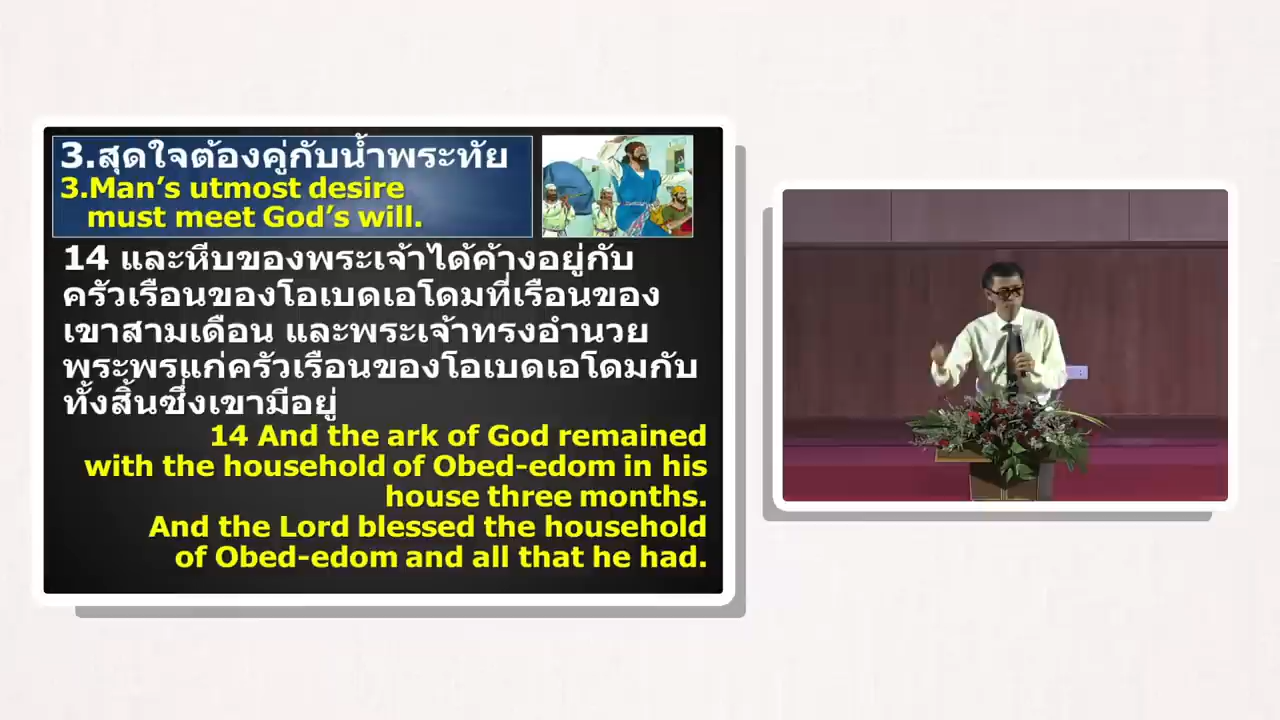 3.สุดใจต้องคู่กับน้ำพระทัย
3.Man’s utmost desire
must meet God’s will.
14 และหีบของพระเจ้าได้ค้างอยู่กับ
ครัวเรือนของโอเบดเอโดมที่เรือนของ
เขาสามเดือน และพระเจ้าทรงอำนวย
พระพรแก่ครัวเรือนของโอเบดเอโดมกับ
ทั้งสิ้นซึ่งเขามีอยู่
14 And the ark of God remained
with the household of Obed-edom in his
house three months.
And the Lord blessed the household
of Obed-edom and all that he had.